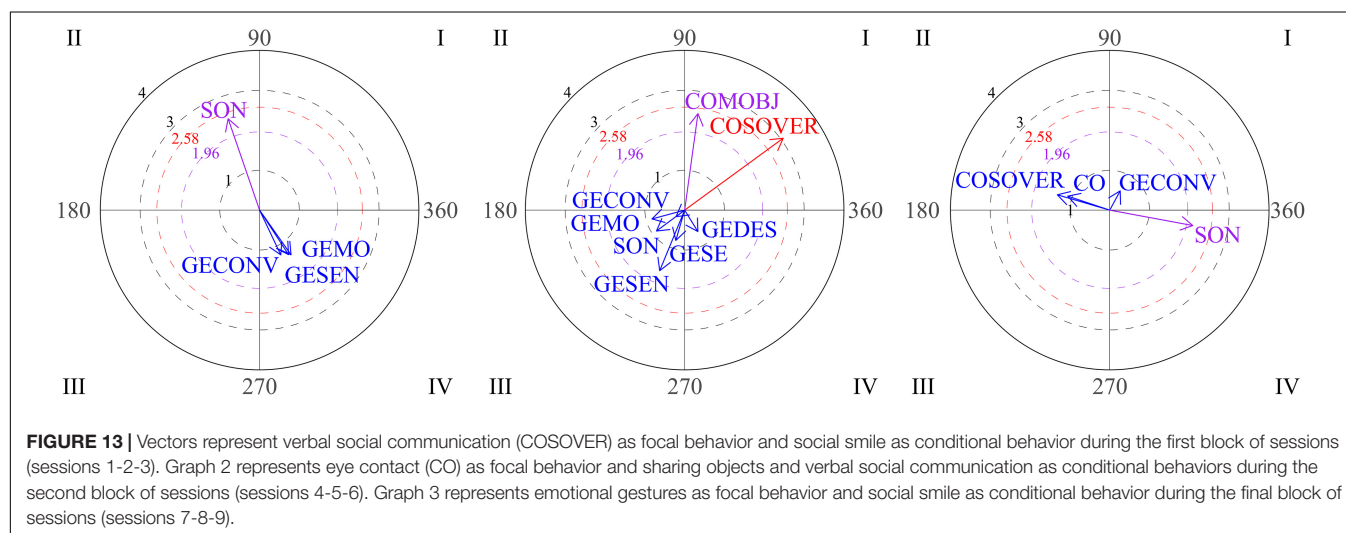 II 90 I
4
3
2.58
1.96
1
SON
180 360
GECONV GEMO
GESEN
III 270 IV
II 90 I
4
3
2.58
1.96
1
COMOBJ
COSOVER
180 360
GECONV
GEMO
SON
GEDES
GESE
GESEN
III 270 IV
II 90 I
4
3
2.58
1.96
1
COSOVER CO GECONV
180 360
SON
III 270 IV
FIGURE 13 | Vectors represent verbal social communication (COSOVER) as focal behavior and social smile as conditional behavior during the first block of sessions
(sessions 1-2-3). Graph 2 represents eye contact (CO) as focal behavior and sharing objects and verbal social communication as conditional behaviors during the
second block of sessions (sessions 4-5-6). Graph 3 represents emotional gestures as focal behavior and social smile as conditional behavior during the final block of
sessions (sessions 7-8-9).